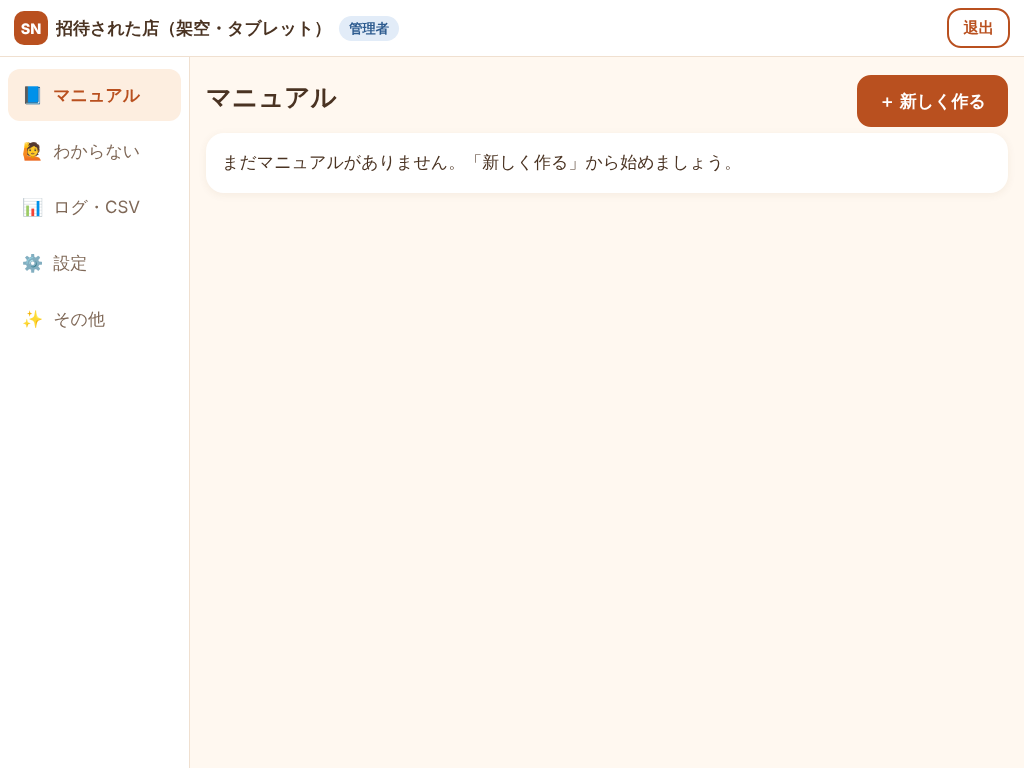 SN 招待された店（架空・タブレット） 管理者 退出
マニュアル
わからない
ログ・CSV
設定
その他
マニュアル
＋ 新しく作る
まだマニュアルがありません。「新しく作る」から始めましょう。